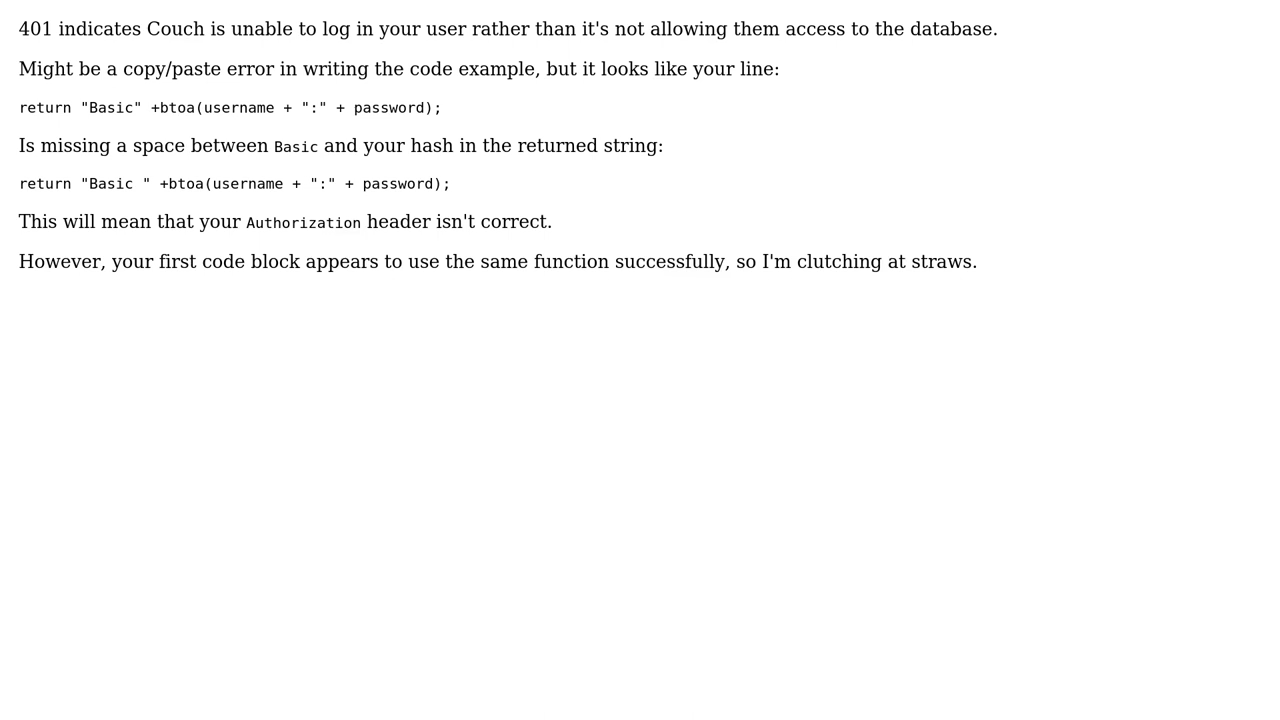 401 indicates Couch is unable to log in your user rather than it's not allowing them access to the database.
Might be a copy/paste error in writing the code example, but it looks like your line:
return "Basic" +btoa(username + ":" + password);
Is missing a space between Basic and your hash in the returned string:
return "Basic " +btoa(username + ":" + password);
This will mean that your Authorization header isn't correct.
However, your first code block appears to use the same function successfully, so I'm clutching at straws.